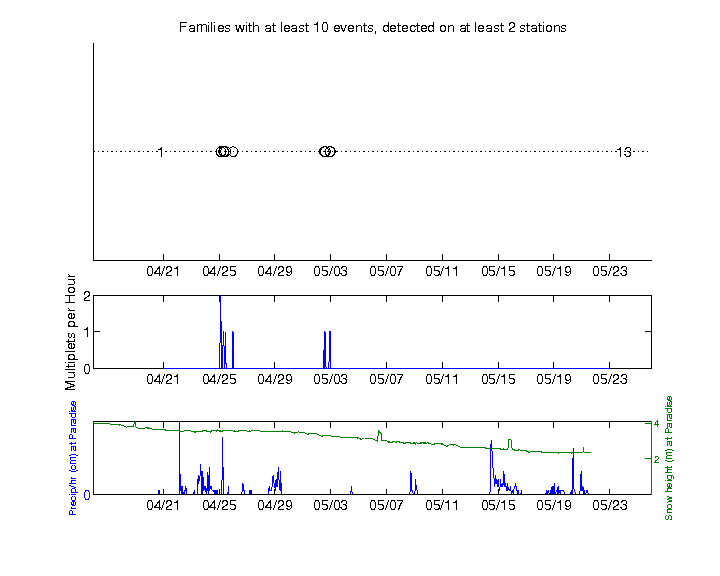 Families with at least 10 events, detected on at least 2 stations
1 13
04/21 04/25 04/29 05/03 05/07 05/11 05/15 05/19 05/23
Multiplets per Hour
2
1
0
04/21 04/25 04/29 05/03 05/07 05/11 05/15 05/19 05/23
Precip/hr (cm) at Paradise
0
4
2
Snow height (m) at Paradise
04/21 04/25 04/29 05/03 05/07 05/11 05/15 05/19 05/23